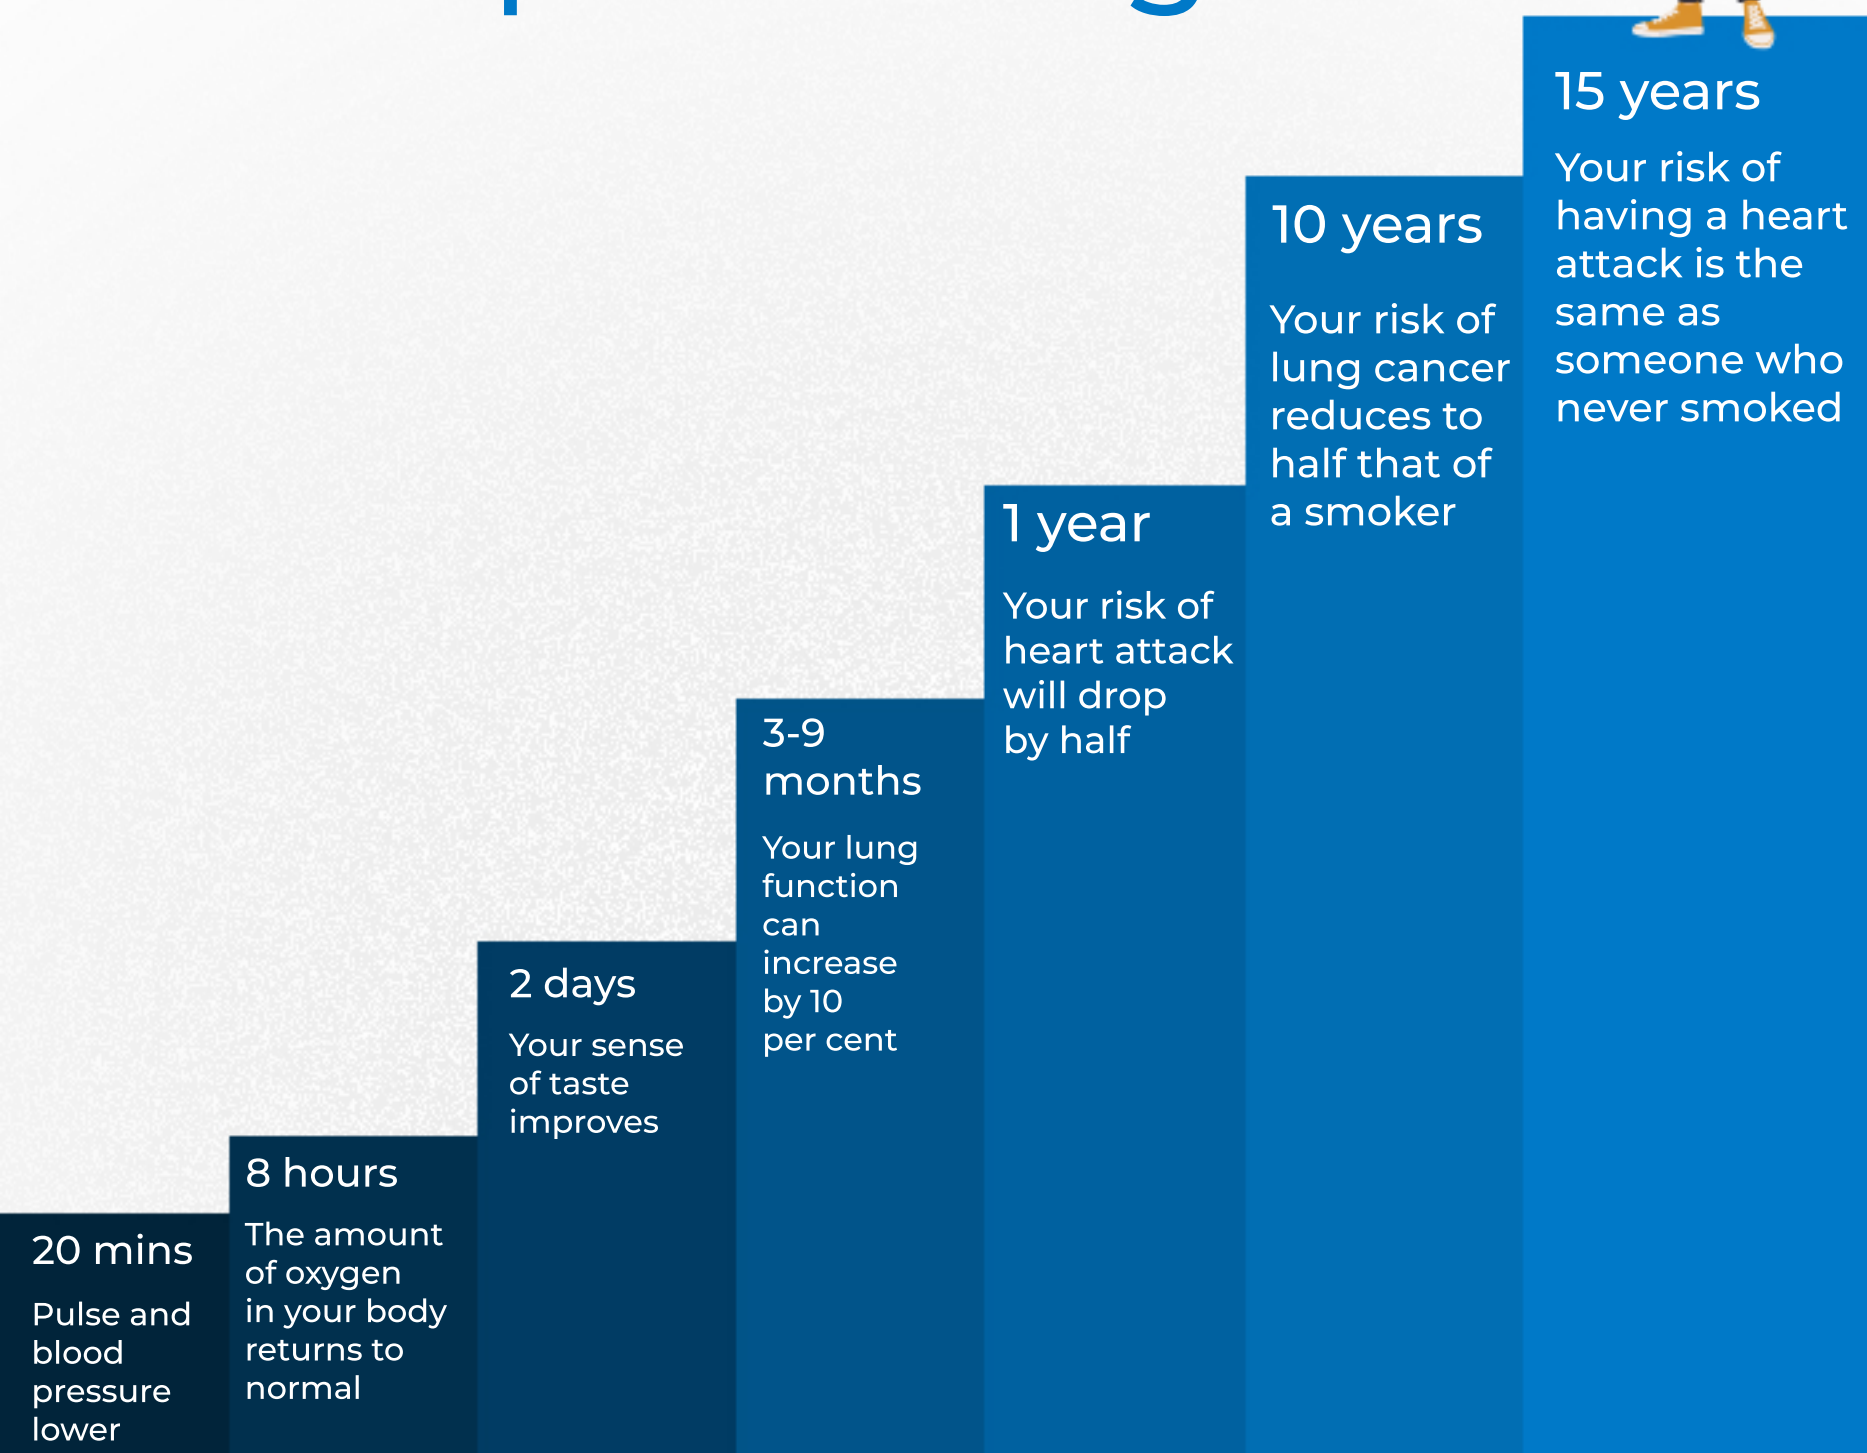 20 mins
Pulse and
blood
pressure
lower
8 hours
The amount
of oxygen
in your body
returns to
normal
2 days
Your sense
of taste
improves
3-9
months
Your lung
function
can
increase
by 10
per cent
1 year
Your risk of
heart attack
will drop
by half
10 years
Your risk of
lung cancer
reduces to
half that of
a smoker
15 years
Your risk of
having a heart
attack is the
same as
someone who
never smoked